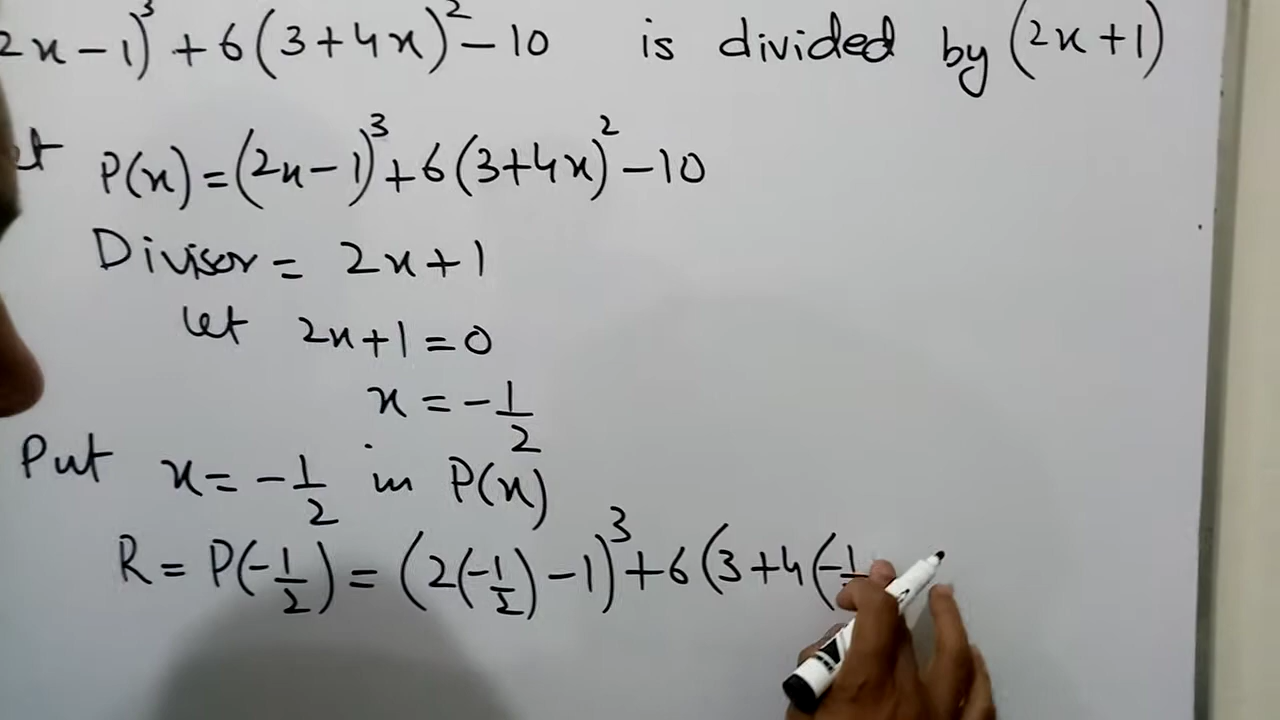 2x-1)³+6(3+4x)²-10 is divided by (2x+1)
et P(x)=(2x-1)³+6(3+4x)²-10
Divisor= 2x+1
let 2x+1=0
x=-1/2
Put x=-1/2 in P(x)
R=P(-1/2)=(2(-1/2)-1)³+6(3+4(-1